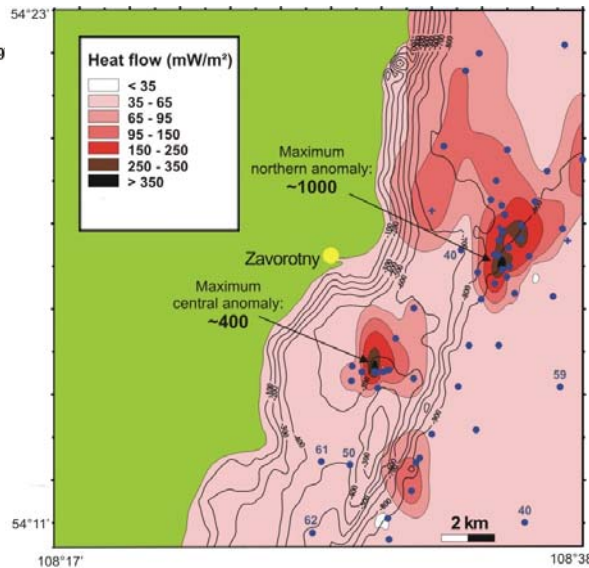 54°23'
9
Heat flow (mW/m²)
< 35
35 - 65
65 - 95
95 - 150
150 - 250
250 - 350
> 350
Maximum
northern anomaly:
~1000
40
Zavorotny
Maximum
central anomaly:
~400
59
61
50
62
40
54°11'
2 km
108°17'
108°38